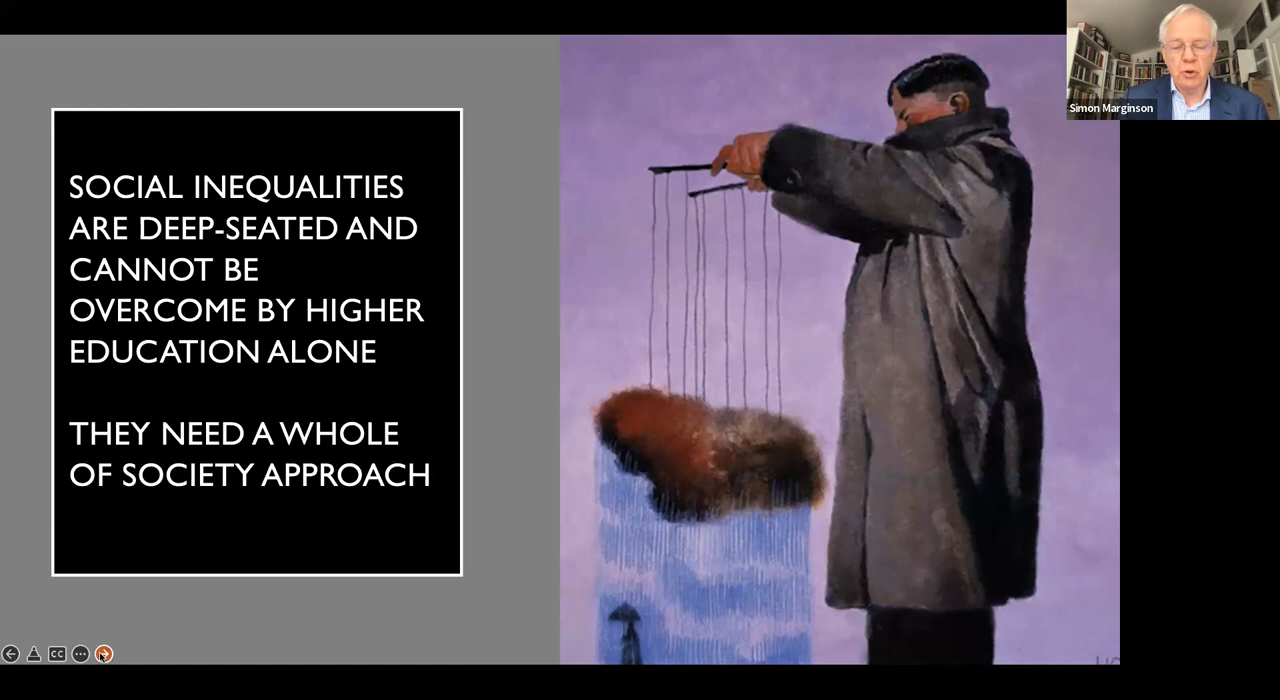 SOCIAL INEQUALITIES
ARE DEEP-SEATED AND
CANNOT BE
OVERCOME BY HIGHER
EDUCATION ALONE
THEY NEED A WHOLE
OF SOCIETY APPROACH
Simon Marginson
CC